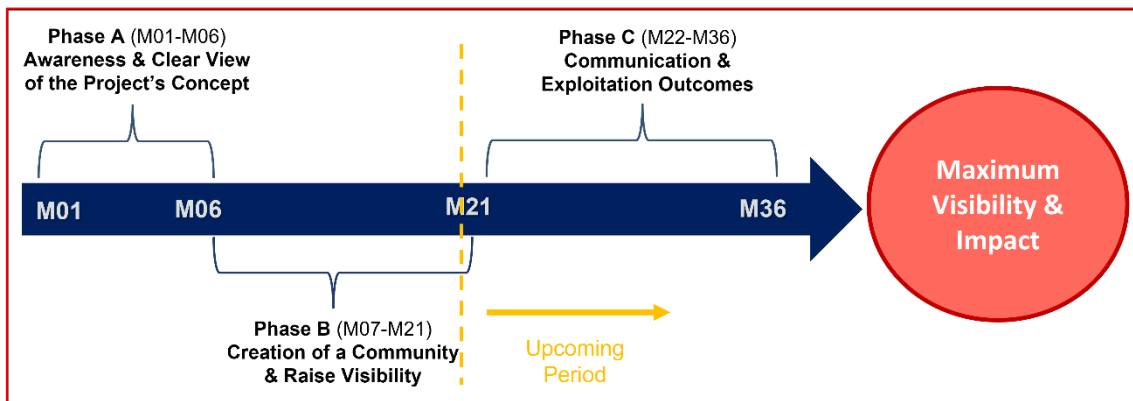 Phase A (M01-M06)
Awareness & Clear View
of the Project's Concept
Phase C (M22-M36)
Communication &
Exploitation Outcomes
M01
M06
M21
M36
Maximum
Visibility &
Impact
Phase B (M07-M21)
Creation of a Community
& Raise Visibility
Upcoming
Period